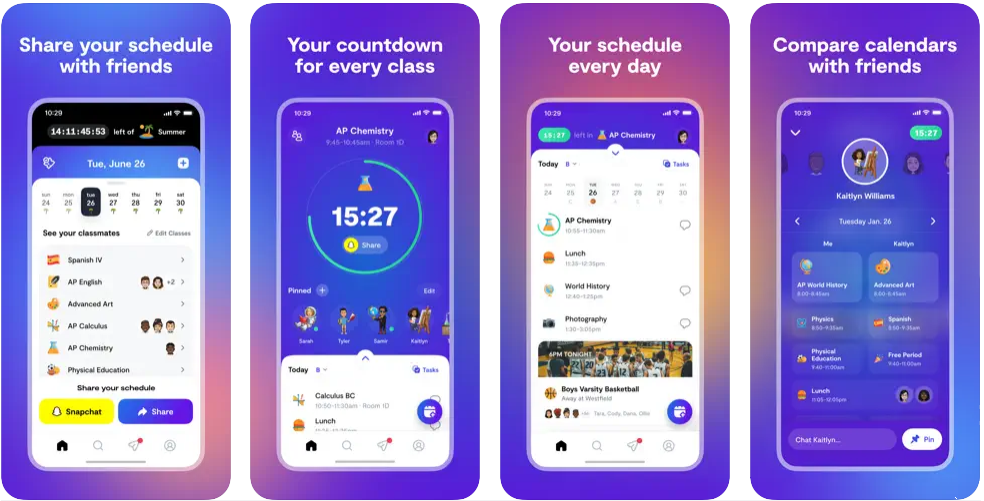 Share your schedule
with friends
10:29
14:11:45:53 left of Summer
Tue, June 26
sun mon tue wed thu fri sat
24 25 26 27 28 29 30
See your classmates
Edit Classes
Spanish IV
AP English
+2
Advanced Art
AP Calculus
AP Chemistry
Physical Education
Share your schedule
Snapchat
Share
Your countdown
for every class
10:29
AP Chemistry
9:45-10:45am · Room 1D
15:27
Share
Pinned
Edit
Sarah Tyler Samir Kaitlyn
Today B
Tasks
Calculus BC
10:50-11:30am · Room 1D
Lunch
Your schedule
every day
10:29
15:27 left in AP Chemistry
Today B
Tasks
SUN MON TUE WED THU FRI SAT
24 25 26 27 28 29 30
AP Chemistry
10:55-11:30am
Lunch
11:35-12:35pm
World History
12:40-1:25pm
Photography
1:30-3:05pm
6PM TONIGHT
Boys Varsity Basketball
Away at Westfield
Tara, Cody, Dana, Ollie
Compare calendars
with friends
10:29
15:27
Kaitlyn Williams
Tuesday Jan. 26
Me
Kaitlyn
AP World History
8:00-8:45am
Advanced Art
8:00-8:45am
Physics
8:50-9:35am
Spanish
8:50-9:35am
Physical
Education
9:40-11:00am
Free Period
9:40-11:00am
Lunch
11:05-12:05pm
Chat Kaitlyn...
Pin